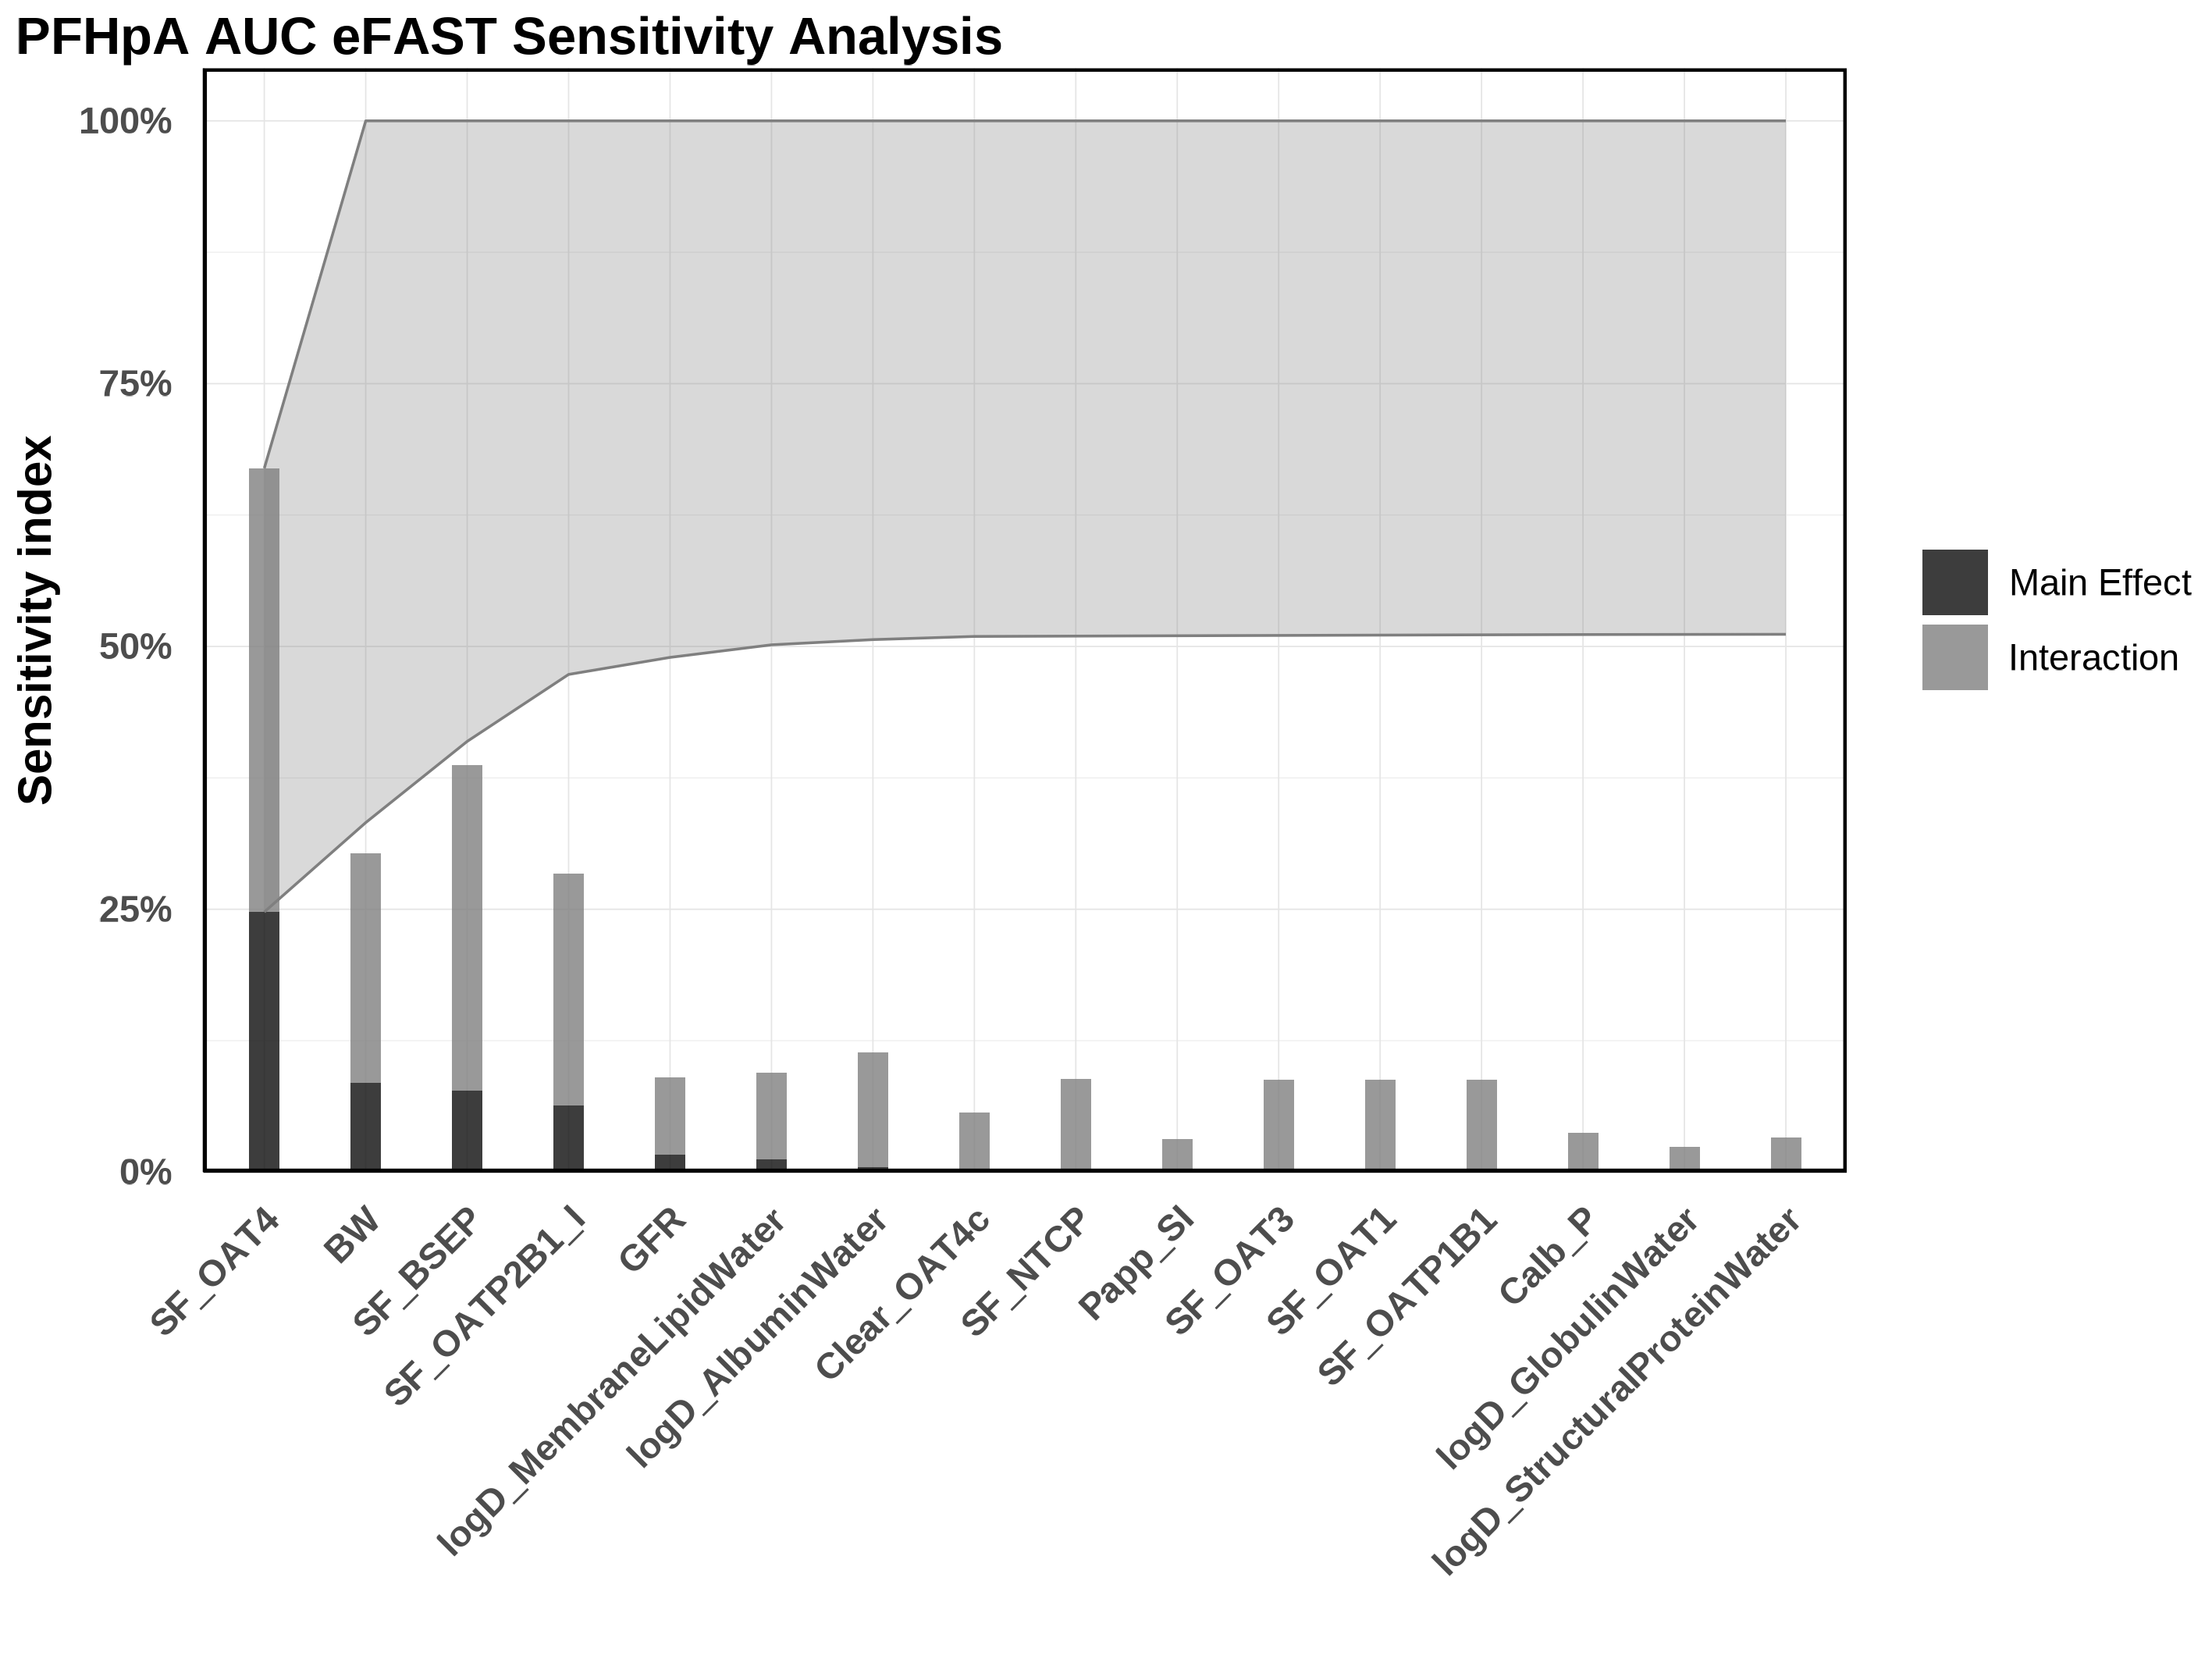 PFHpA AUC eFAST Sensitivity Analysis
Sensitivity index
100%
75%
50%
25%
0%
SF_OAT4
BW
SF_BSEP
SF_OATP2B1_I
GFR
logD_MembraneLipidWater
logD_AlbuminWater
Clear_OAT4c
SF_NTCP
Papp_SI
SF_OAT3
SF_OAT1
SF_OATP1B1
Calb_P
logD_GlobulinWater
logD_StructuralProteinWater
Main Effect
Interaction